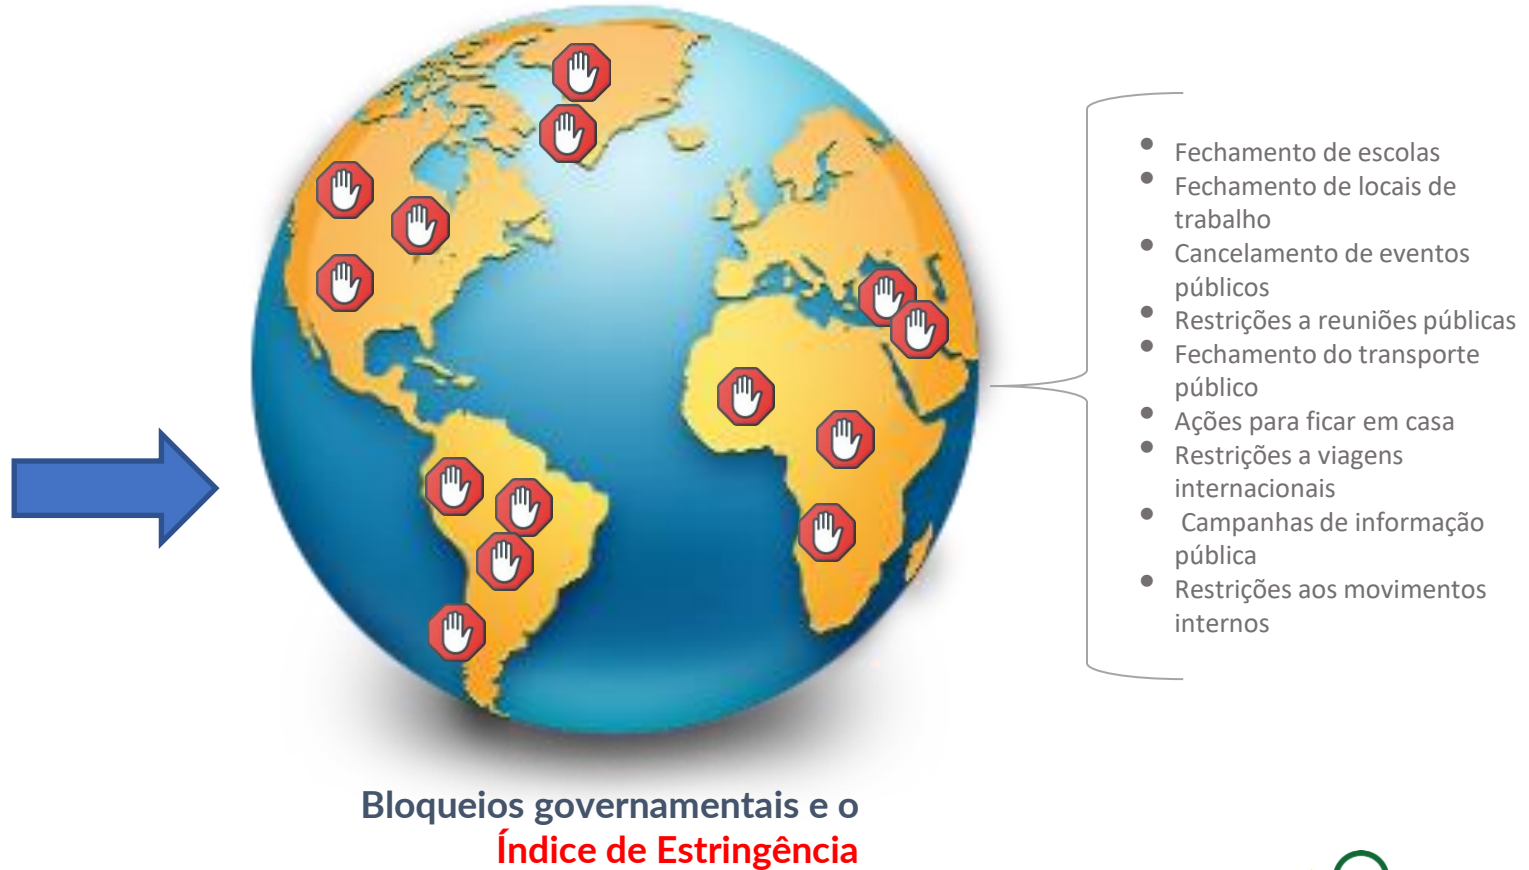 • Fechamento de escolas
• Fechamento de locais de
trabalho
• Cancelamento de eventos
públicos
• Restrições a reuniões públicas
• Fechamento do transporte
público
• Ações para ficar em casa
• Restrições a viagens
internacionais
• Campanhas de informação
pública
• Restrições aos movimentos
internos
Bloqueios governamentais e o
Índice de Estringência